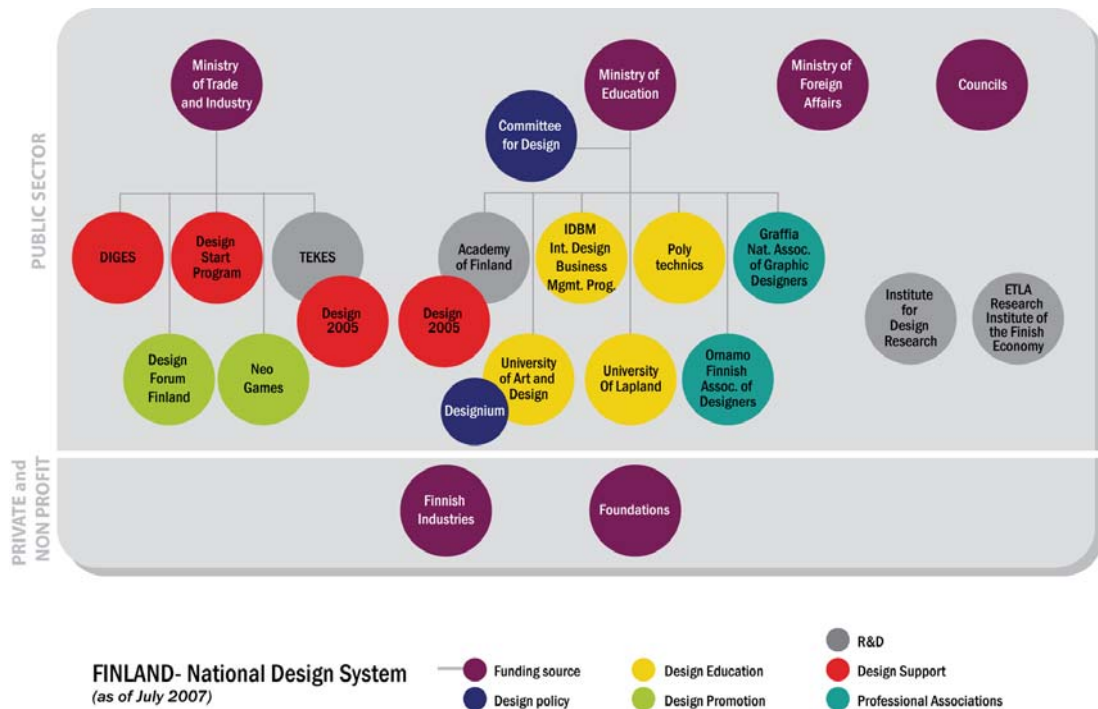 Ministry
of Trade
and Industry
Ministry of
Education
Ministry of
Foreign
Affairs
Councils
Committee
for Design
PUBLIC SECTOR
DIGES
Design
Start
Program
TEKES
Academy
of Finland
IDBM
Int. Design
Business
Mgmt. Prog.
Poly
technics
Graffia
Nat. Assoc.
of Graphic
Designers
Design
2005
Design
2005
Institute
for
Design
Research
ETLA
Research
Institute of
the Finish
Economy
Design
Forum
Finland
Neo
Games
University
of Art and
Design
Designium
University
Of Lapland
Ornamo
Finnish
Assoc. of
Designers
PRIVATE and
NON PROFIT
Finnish
Industries
Foundations
FINLAND- National Design System
(as of July 2007)
Funding source
Design policy
Design Education
Design Promotion
R&D
Design Support
Professional Associations